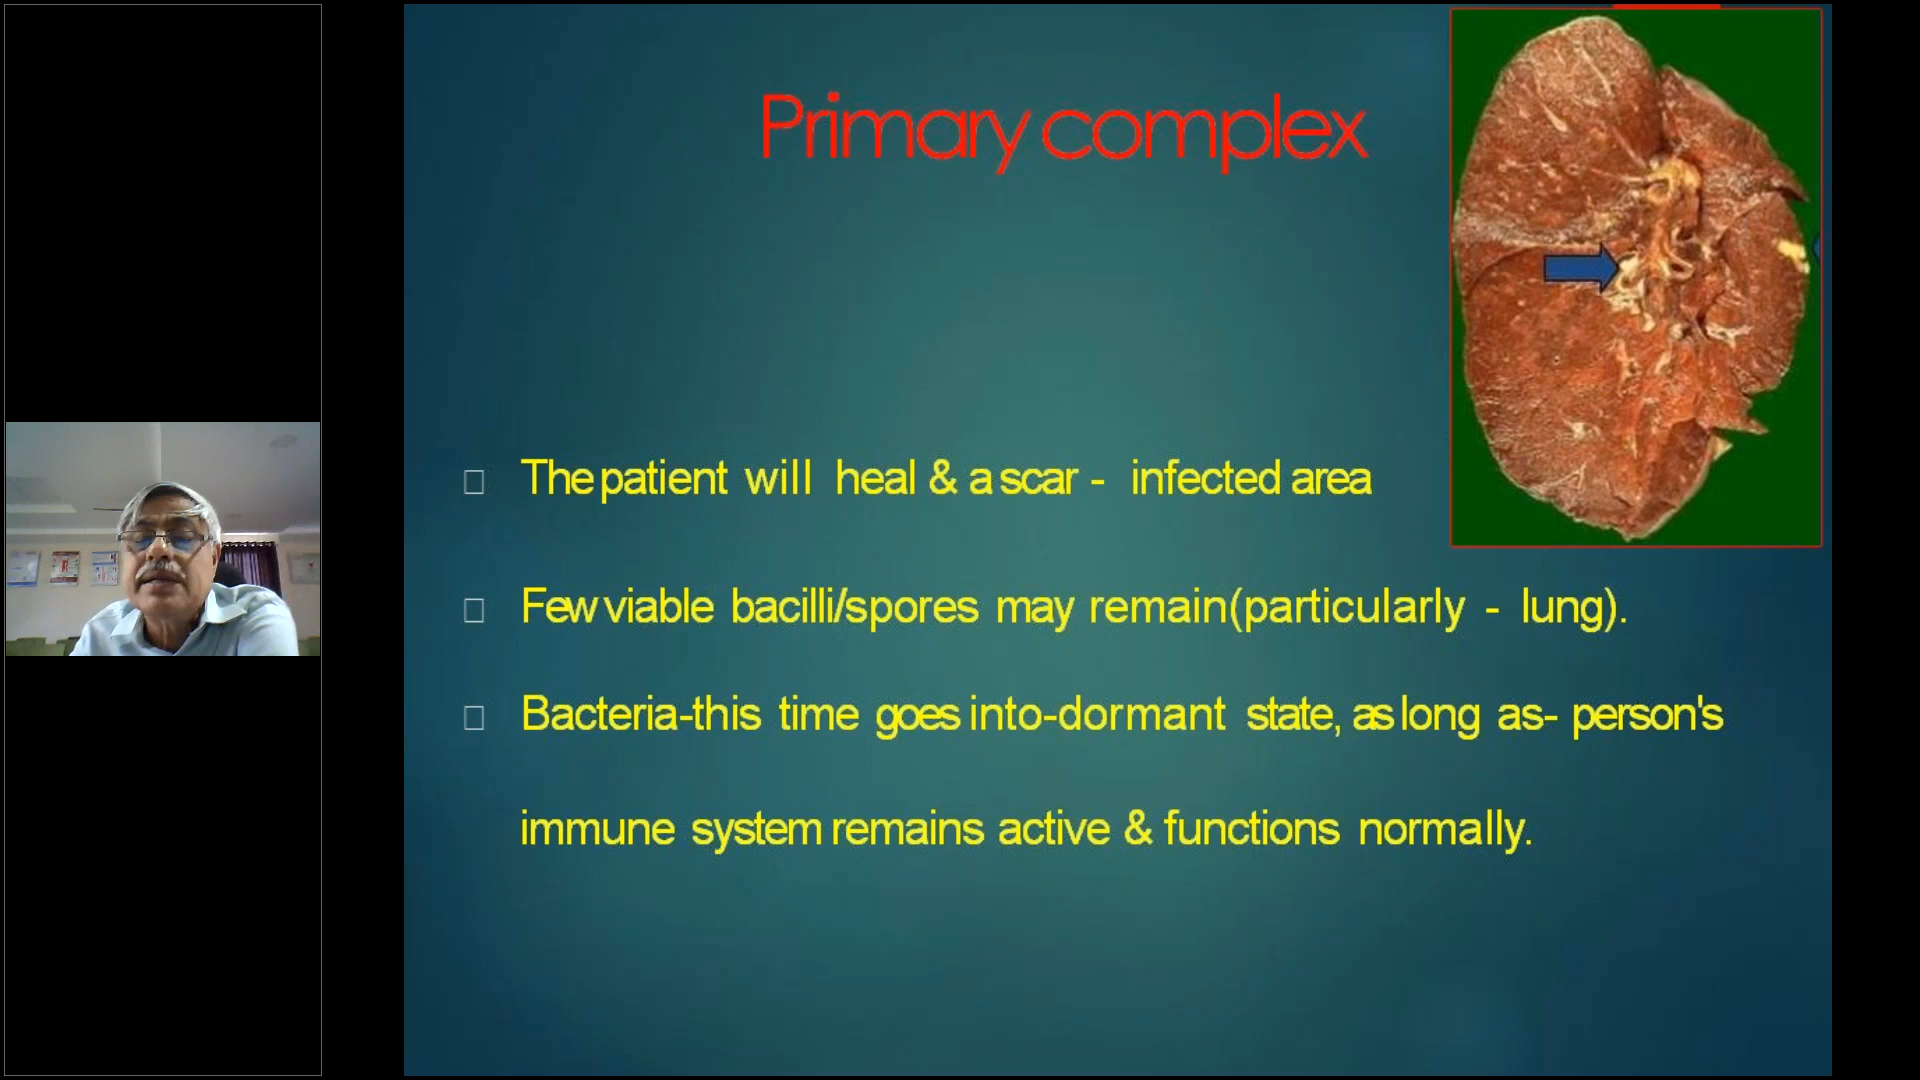 Primary complex
The patient will heal & a scar - infected area
Few viable bacilli/spores may remain(particularly - lung).
Bacteria-this time goes into-dormant state, as long as- person's
immune system remains active & functions normally.